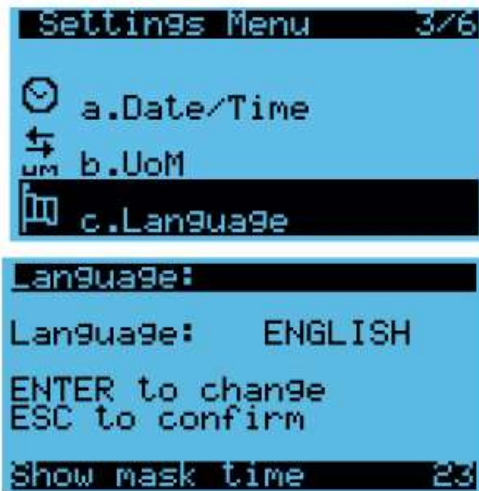 Settings Menu 3/6
a.Date/Time
UM b.UoM
c.Language
Language:
Language: ENGLISH
ENTER to change
ESC to confirm
Show mask time 23